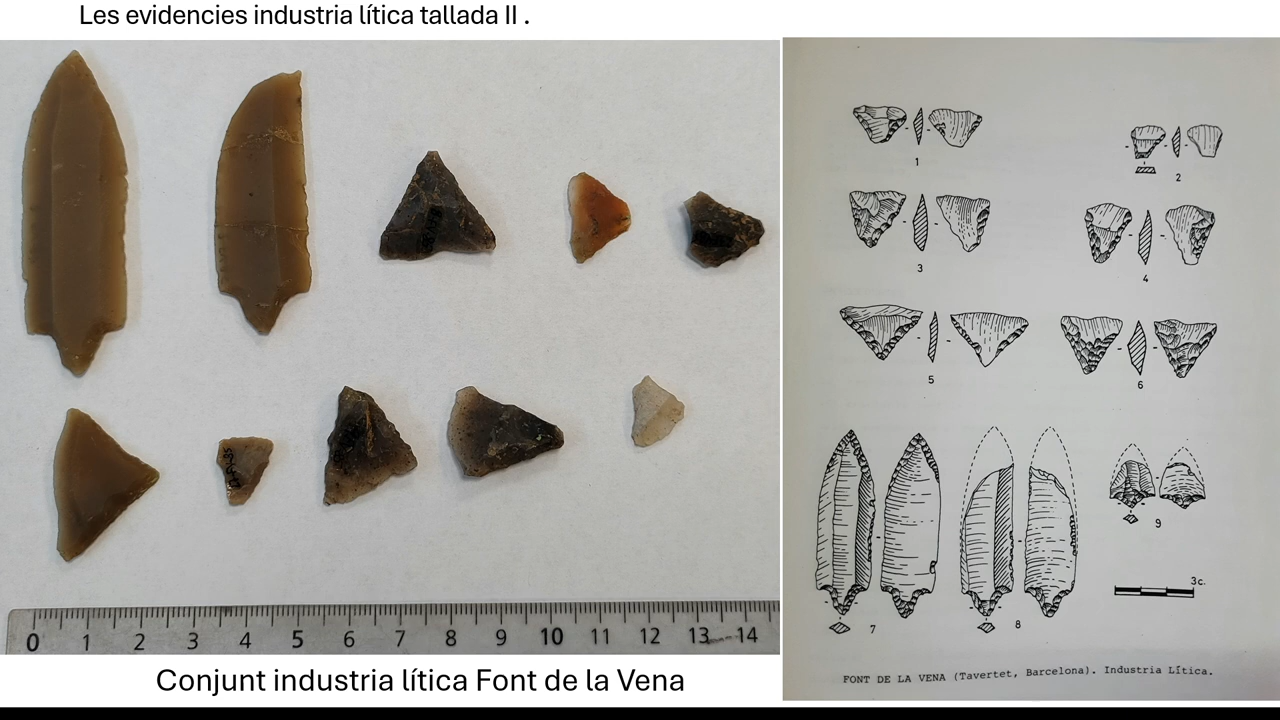 Les evidencies industria lítica tallada II .
1
2
3
4
5
6
7
8
9
3c.
FONT DE LA VENA (Tavertet, Barcelona). Industria Lítica.
0 1 2 3 4 5 6 7 8 9 10 11 12 13 14
Conjunt industria lítica Font de la Vena